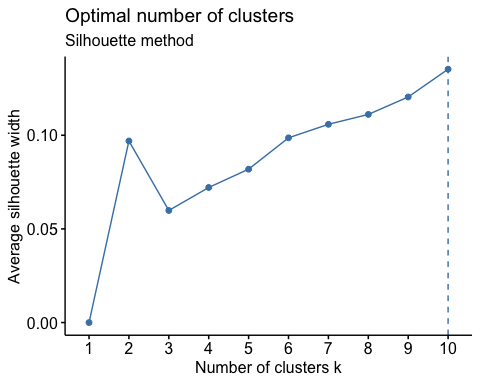 Optimal number of clusters
Silhouette method
Average silhouette width
0.10
0.05
0.00
1 2 3 4 5 6 7 8 9 10
Number of clusters k